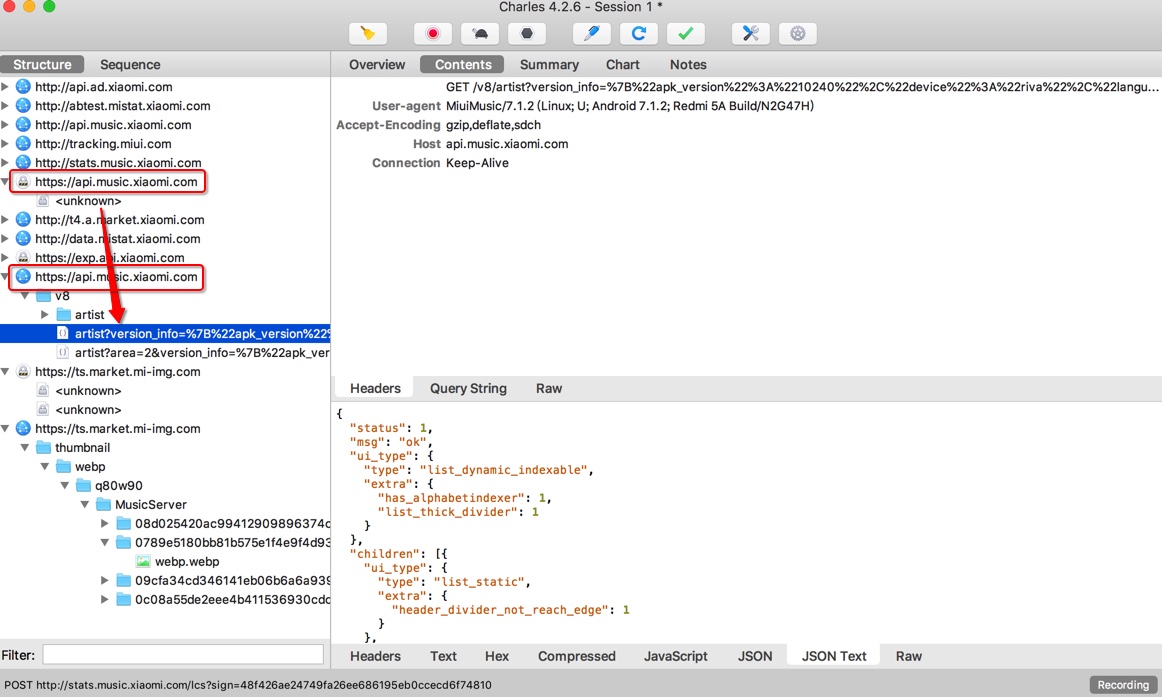 Charles 4.2.6 - Session 1 *
Structure
Sequence
http://api.ad.xiaomi.com
http://abtest.mistat.xiaomi.com
http://api.music.xiaomi.com
http://tracking.miui.com
http://stats.music.xiaomi.com
https://api.music.xiaomi.com
<unknown>
http://t4.a.market.xiaomi.com
http://data.mistat.xiaomi.com
https://exp.api.xiaomi.com
https://api.music.xiaomi.com
v8
artist
artist?version_info=%7B%22apk_version%22%
artist?area=2&version_info=%7B%22apk_ver
https://ts.market.mi-img.com
<unknown>
<unknown>
https://ts.market.mi-img.com
thumbnail
webp
q80w90
MusicServer
08d025420ac99412909896374c
0789e5180bb81b575e1f4e9f4d93
webp.webp
09cfa34cd346141eb06b6a6a939
0c08a55de2eee4b411536930cdc
Filter:
Overview
Contents
Summary
Chart
Notes
GET /v8/artist?version_info=%7B%22apk_version%22%3A%2210240%22%2C%22device%22%3A%22riva%22%2C%22langu...
User-agent MiuiMusic/7.1.2 (Linux; U; Android 7.1.2; Redmi 5A Build/N2G47H)
Accept-Encoding gzip,deflate,sdch
Host api.music.xiaomi.com
Connection Keep-Alive
Headers
Query String
Raw
{
"status": 1,
"msg": "ok",
"ui_type": {
"type": "list_dynamic_indexable",
"extra": {
"has_alphabetindexer": 1,
"list_thick_divider": 1
}
},
"children": [{
"ui_type": {
"type": "list_static",
"extra": {
"header_divider_not_reach_edge": 1
}
},
Headers
Text
Hex
Compressed
JavaScript
JSON
JSON Text
Raw
POST http://stats.music.xiaomi.com/lcs?sign=48f426ae24749fa26ee686195eb0ccecd6f74810
Recording